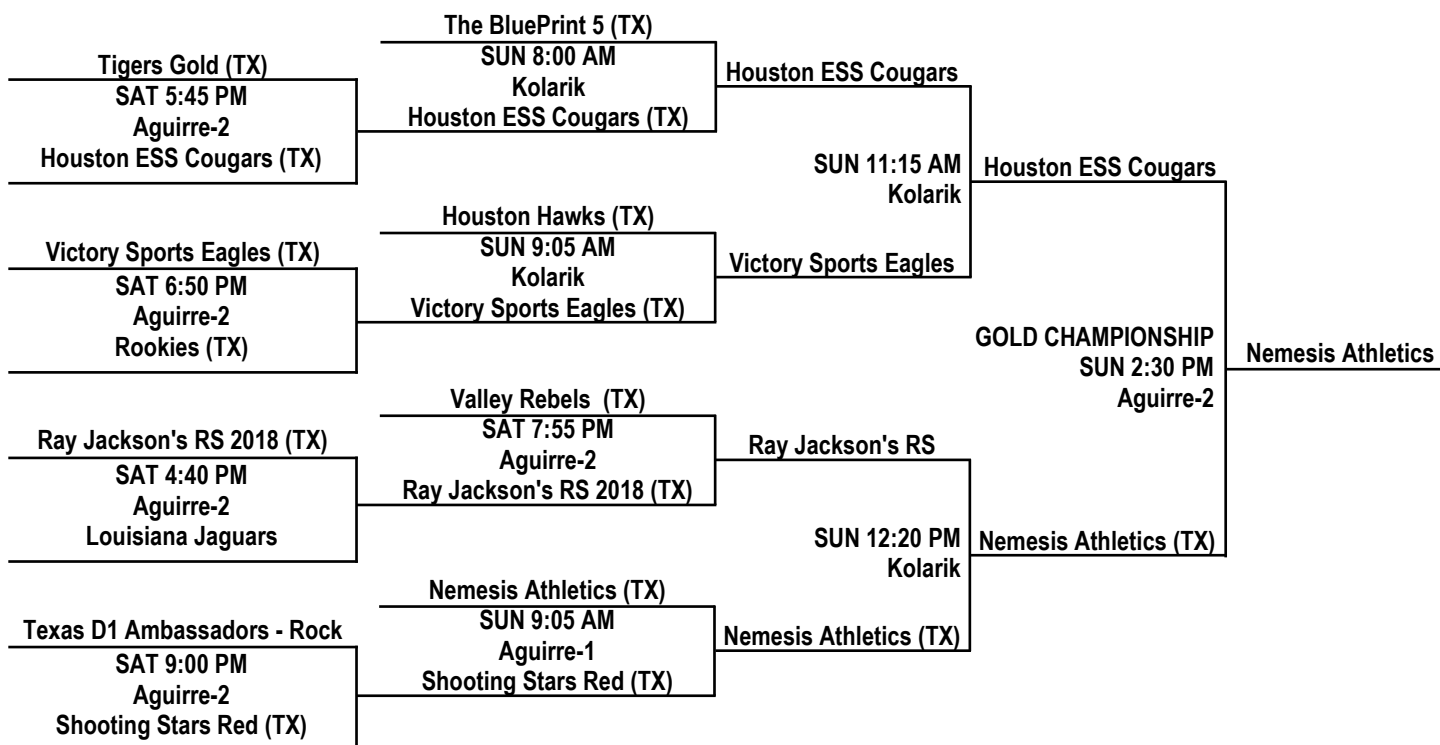 The BluePrint 5 (TX)
SUN 8:00 AM
Kolarik
Houston ESS Cougars (TX)
Tigers Gold (TX)
SAT 5:45 PM
Aguirre-2
Houston ESS Cougars (TX)
Houston ESS Cougars
SUN 11:15 AM
Kolarik
Houston ESS Cougars
Houston Hawks (TX)
SUN 9:05 AM
Kolarik
Victory Sports Eagles (TX)
Victory Sports Eagles (TX)
SAT 6:50 PM
Aguirre-2
Rookies (TX)
Victory Sports Eagles
GOLD CHAMPIONSHIP
SUN 2:30 PM
Aguirre-2
Nemesis Athletics
Valley Rebels  (TX)
SAT 7:55 PM
Aguirre-2
Ray Jackson's RS 2018 (TX)
Ray Jackson's RS 2018 (TX)
SAT 4:40 PM
Aguirre-2
Louisiana Jaguars
Ray Jackson's RS
SUN 12:20 PM
Kolarik
Nemesis Athletics (TX)
Nemesis Athletics (TX)
SUN 9:05 AM
Aguirre-1
Shooting Stars Red (TX)
Nemesis Athletics (TX)
Texas D1 Ambassadors - Rock
SAT 9:00 PM
Aguirre-2
Shooting Stars Red (TX)